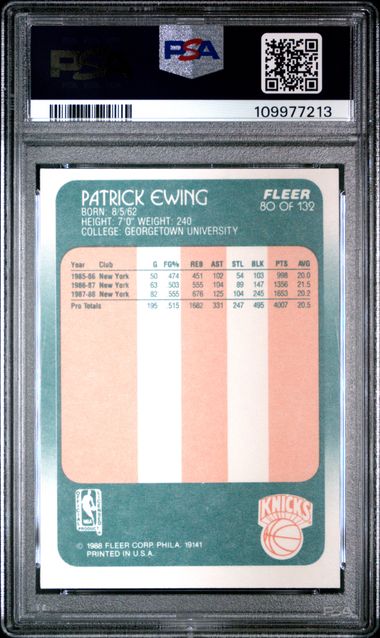 PSA
PSA
109977213
PATRICK EWING
BORN: 8/5/62
HEIGHT: 7'0" WEIGHT: 240
COLLEGE: GEORGETOWN UNIVERSITY
FLEER
80 OF 132
Year Club G FG% REB AST STL BLK PTS AVG
1985-86 New York 50 474 451 102 54 103 998 20.0
1986-87 New York 63 503 555 104 89 147 1356 21.5
1987-88 New York 82 555 676 125 104 245 1653 20.2
Pro Totals 195 515 1682 331 247 495 4007 20.5
NBA
PRODUCT
KNICKS
© 1988 FLEER CORP. PHILA. 19141
PRINTED IN U.S.A.
PSA